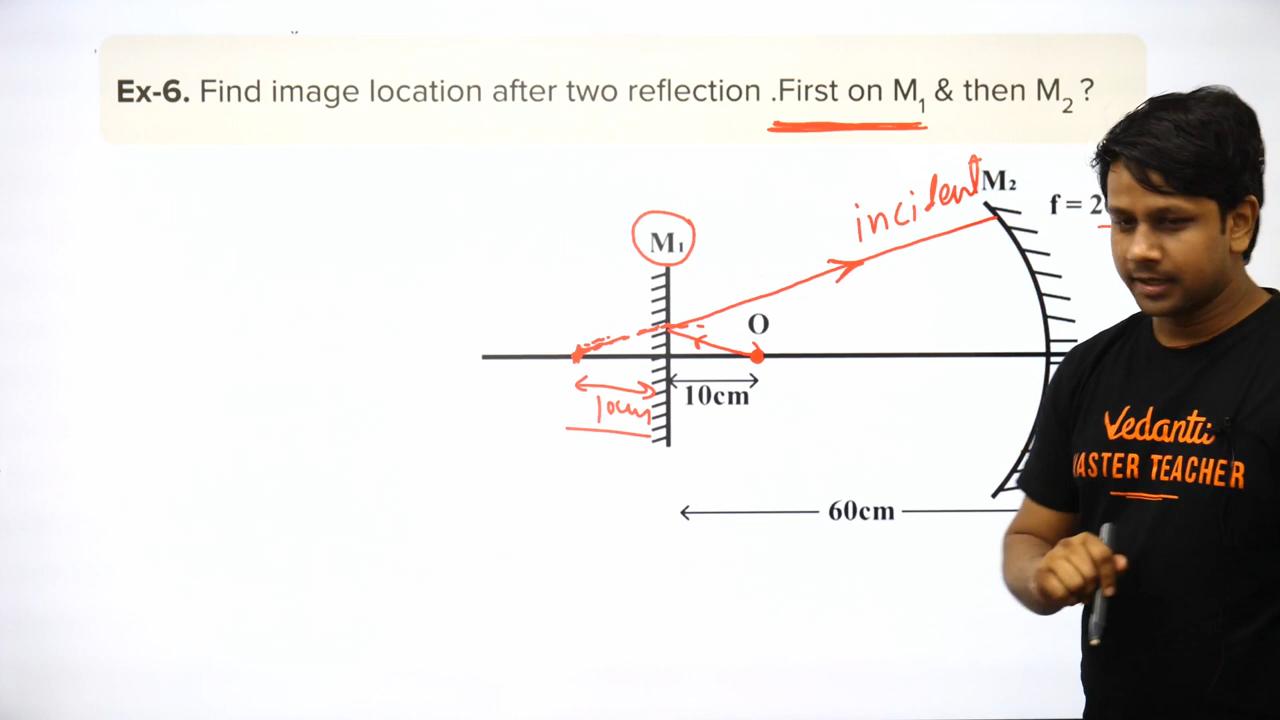 Ex-6. Find image location after two reflection .First on M₁ & then M₂ ?
incident
M₂
f = 2
M₁
O
10cm
10cm
60cm
Vedantu
MASTER TEACHER